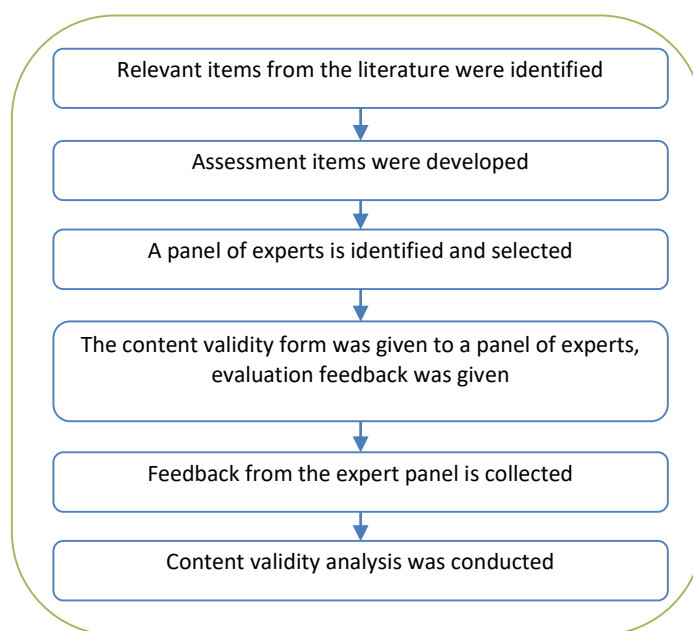 Relevant items from the literature were identified
Assessment items were developed
A panel of experts is identified and selected
The content validity form was given to a panel of experts,
evaluation feedback was given
Feedback from the expert panel is collected
Content validity analysis was conducted